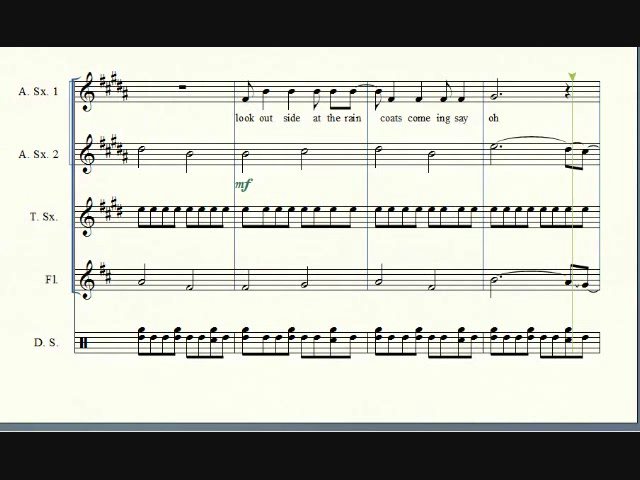 A. Sx. 1
look out side at the rain coats come ing say oh
A. Sx. 2
mf
T. Sx.
Fl.
D. S.